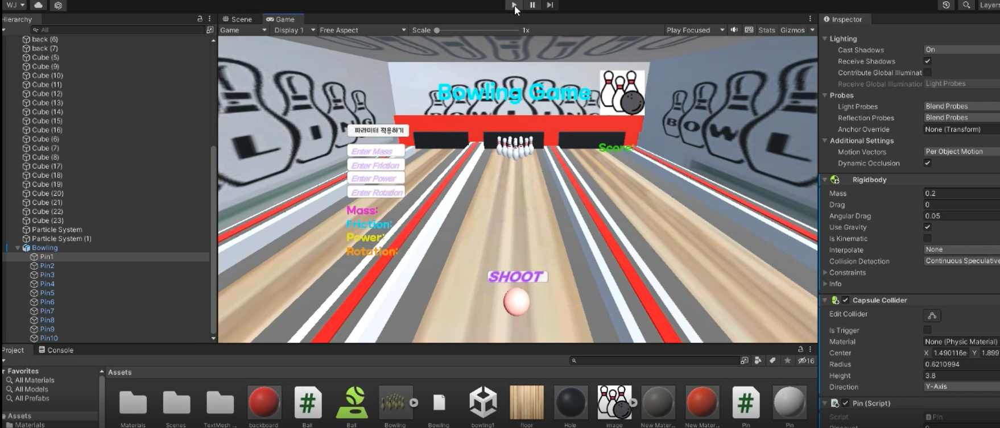 WJ
Layers
Hierarchy
All
back (6)
back (7)
Cube (5)
Cube (9)
Cube (10)
Cube (11)
Cube (12)
Cube (13)
Cube (14)
Cube (15)
Cube (16)
Cube (6)
Cube (7)
Cube (8)
Cube (17)
Cube (18)
Cube (19)
Cube (20)
Cube (21)
Cube (22)
Cube (23)
Particle System
Particle System (1)
Bowling
Pin1
Pin2
Pin3
Pin4
Pin5
Pin6
Pin7
Pin8
Pin9
Pin10
Scene
Game
Game
Display 1
Free Aspect
Scale
1x
Play Focused
Stats
Gizmos
Bowling Game
파라미터 적용하기
Enter Mass
Enter Friction
Enter Power
Enter Rotation
Score:
Mass:
Friction:
Power:
Rotation:
SHOOT
Inspector
Lighting
Cast Shadows On
Receive Shadows
Contribute Global Illuminat
Receive Global Illumination Light Probes
Probes
Light Probes Blend Probes
Reflection Probes Blend Probes
Anchor Override None (Transform)
Additional Settings
Motion Vectors Per Object Motion
Dynamic Occlusion
Rigidbody
Mass 0.2
Drag 0
Angular Drag 0.05
Use Gravity
Is Kinematic
Interpolate None
Collision Detection Continuous Speculative
Constraints
Info
Capsule Collider
Edit Collider
Is Trigger
Material None (Physic Material)
Center X 1.490116e- Y 1.899
Radius 0.6210994
Height 3.8
Direction Y-Axis
Pin (Script)
Script Pin
Project
Console
16
Favorites
All Materials
All Models
All Prefabs
Assets
Materials
Assets
Materials
Scenes
TextMesh ...
backboard
Ball
Ball
Bowling
Bowling
bowling1
floor
Hole
image
New Mater...
New Mater...
Pin
Pin